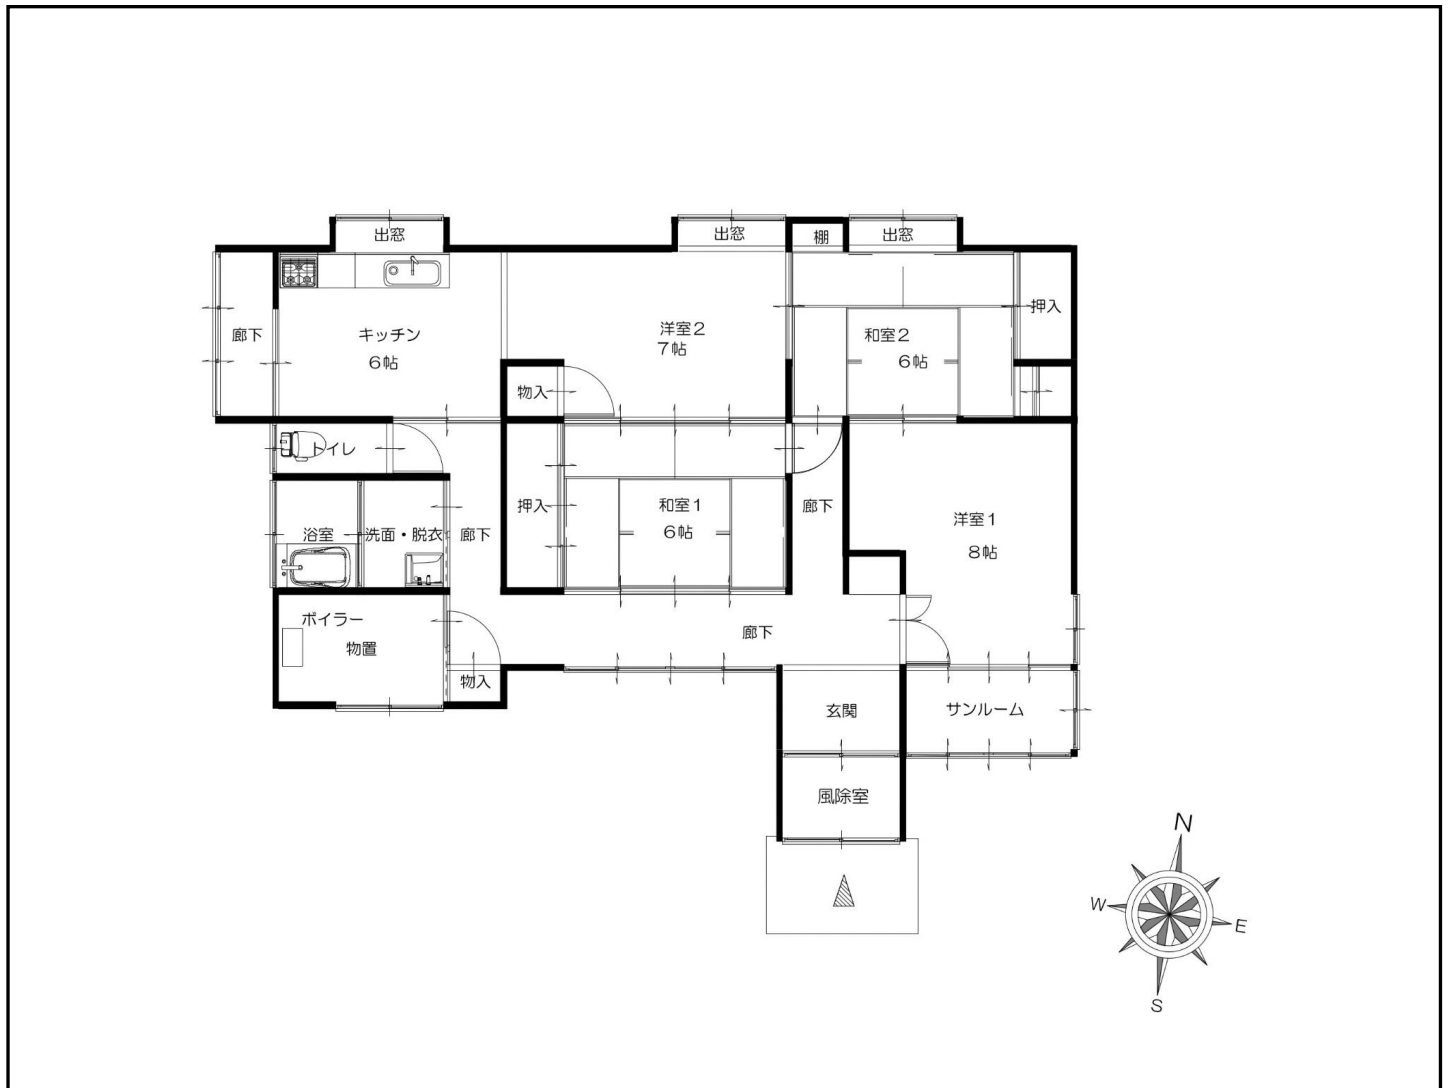 出窓
出窓
棚
出窓
押入
廊下
キッチン
6帖
洋室2
7帖
和室2
6帖
物入
トイレ
押入
和室1
6帖
廊下
洋室1
8帖
浴室
洗面・脱衣
廊下
ボイラー
物置
廊下
物入
玄関
サンルーム
風除室
N
W
E
S